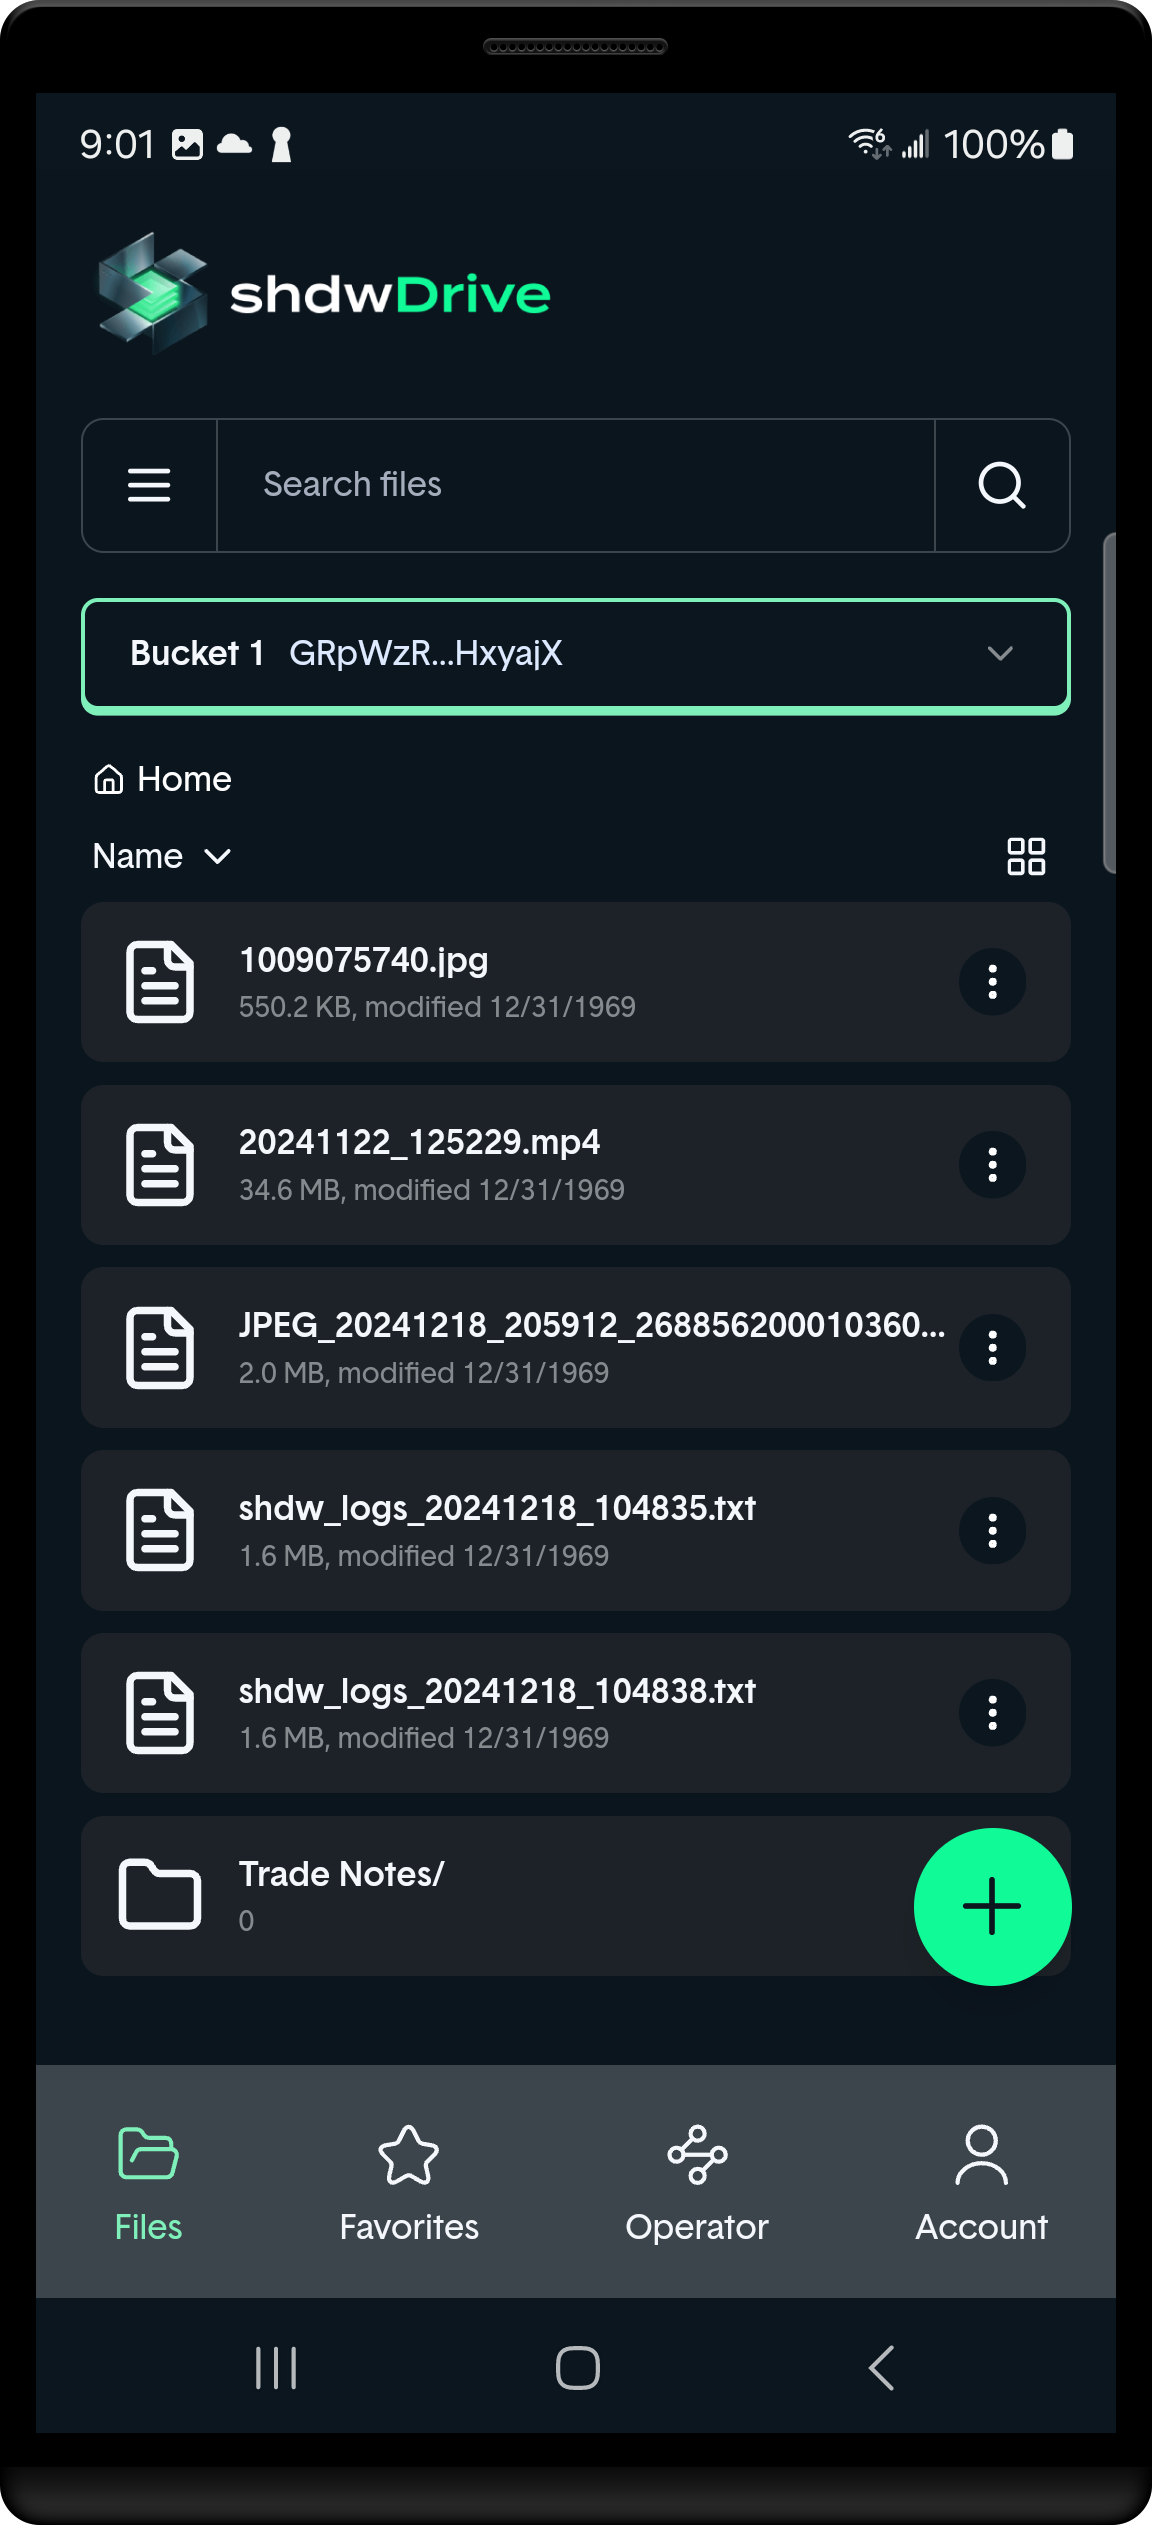 9:01 6 100%
shdwDrive
Search files
Bucket 1 GRpWzR...HxyajX
Home
Name
1009075740.jpg
550.2 KB, modified 12/31/1969
20241122_125229.mp4
34.6 MB, modified 12/31/1969
JPEG_20241218_205912_268856200010360...
2.0 MB, modified 12/31/1969
shdw_logs_20241218_104835.txt
1.6 MB, modified 12/31/1969
shdw_logs_20241218_104838.txt
1.6 MB, modified 12/31/1969
Trade Notes/
0
Files Favorites Operator Account